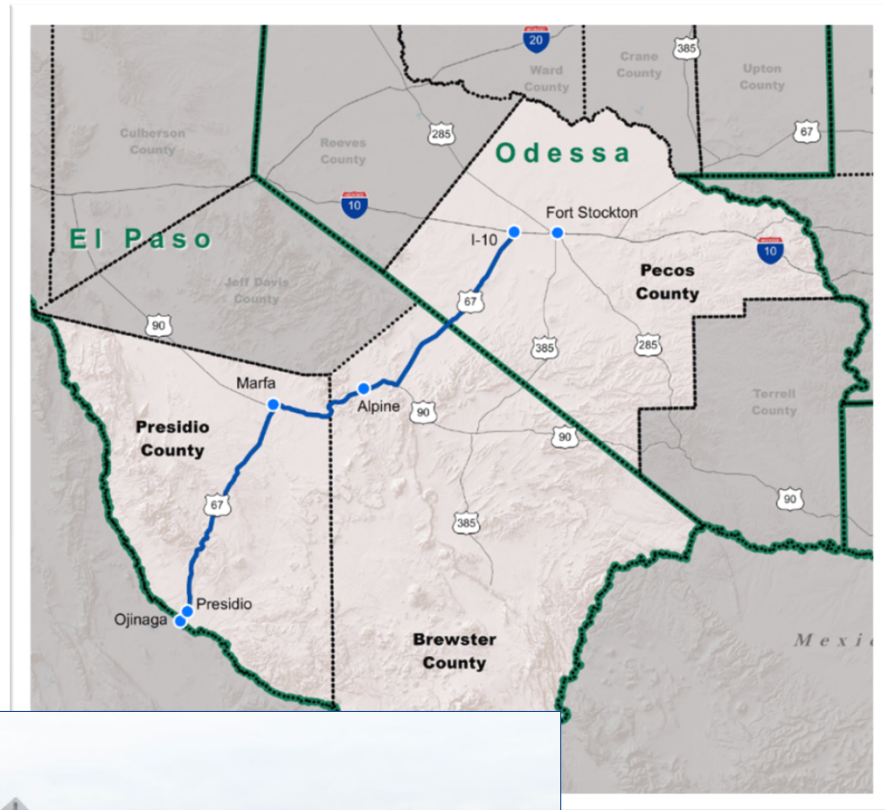 20
385
Crane
County
Ward
County
Upton
County
67
Culberson
County
285
Reeves
County
Odessa
10
Fort Stockton
I-10
El Paso
10
Pecos
County
Jeff Davis
County
67
90
385
285
Marfa
Alpine
90
Terrell
County
Presidio
County
90
90
67
385
Presidio
Ojinaga
Brewster
County